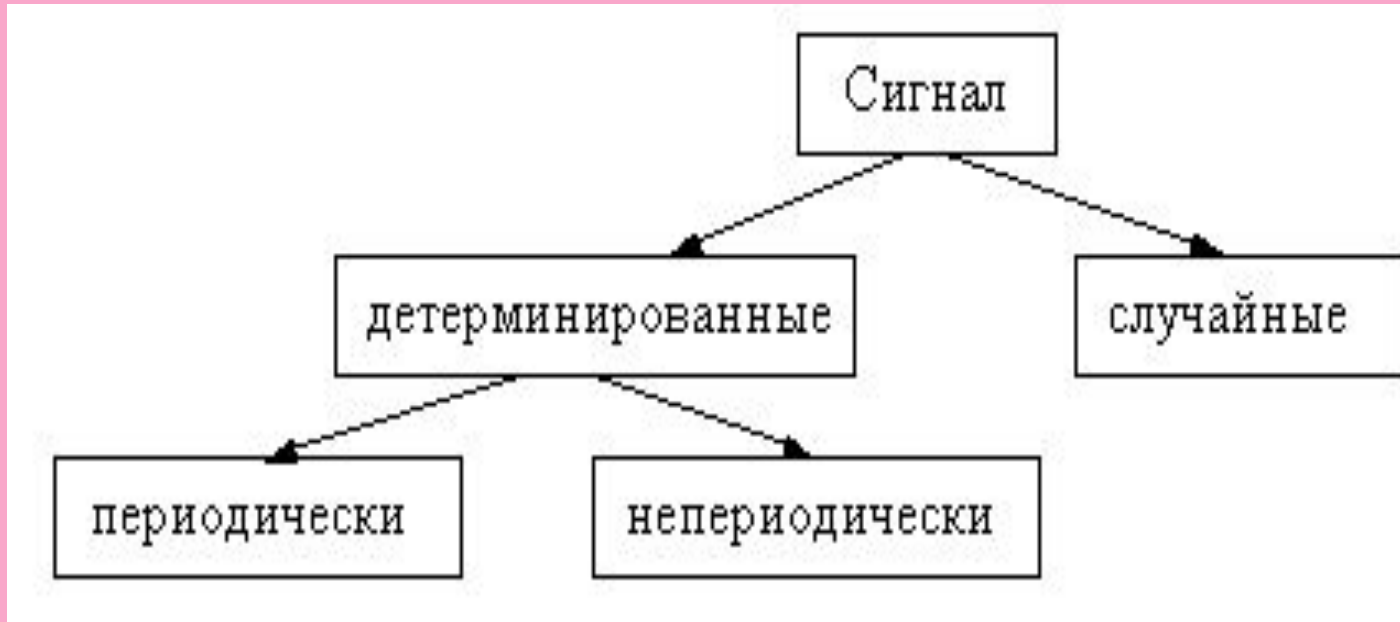 Сигнал
детерминированные
случайные
периодически
непериодически